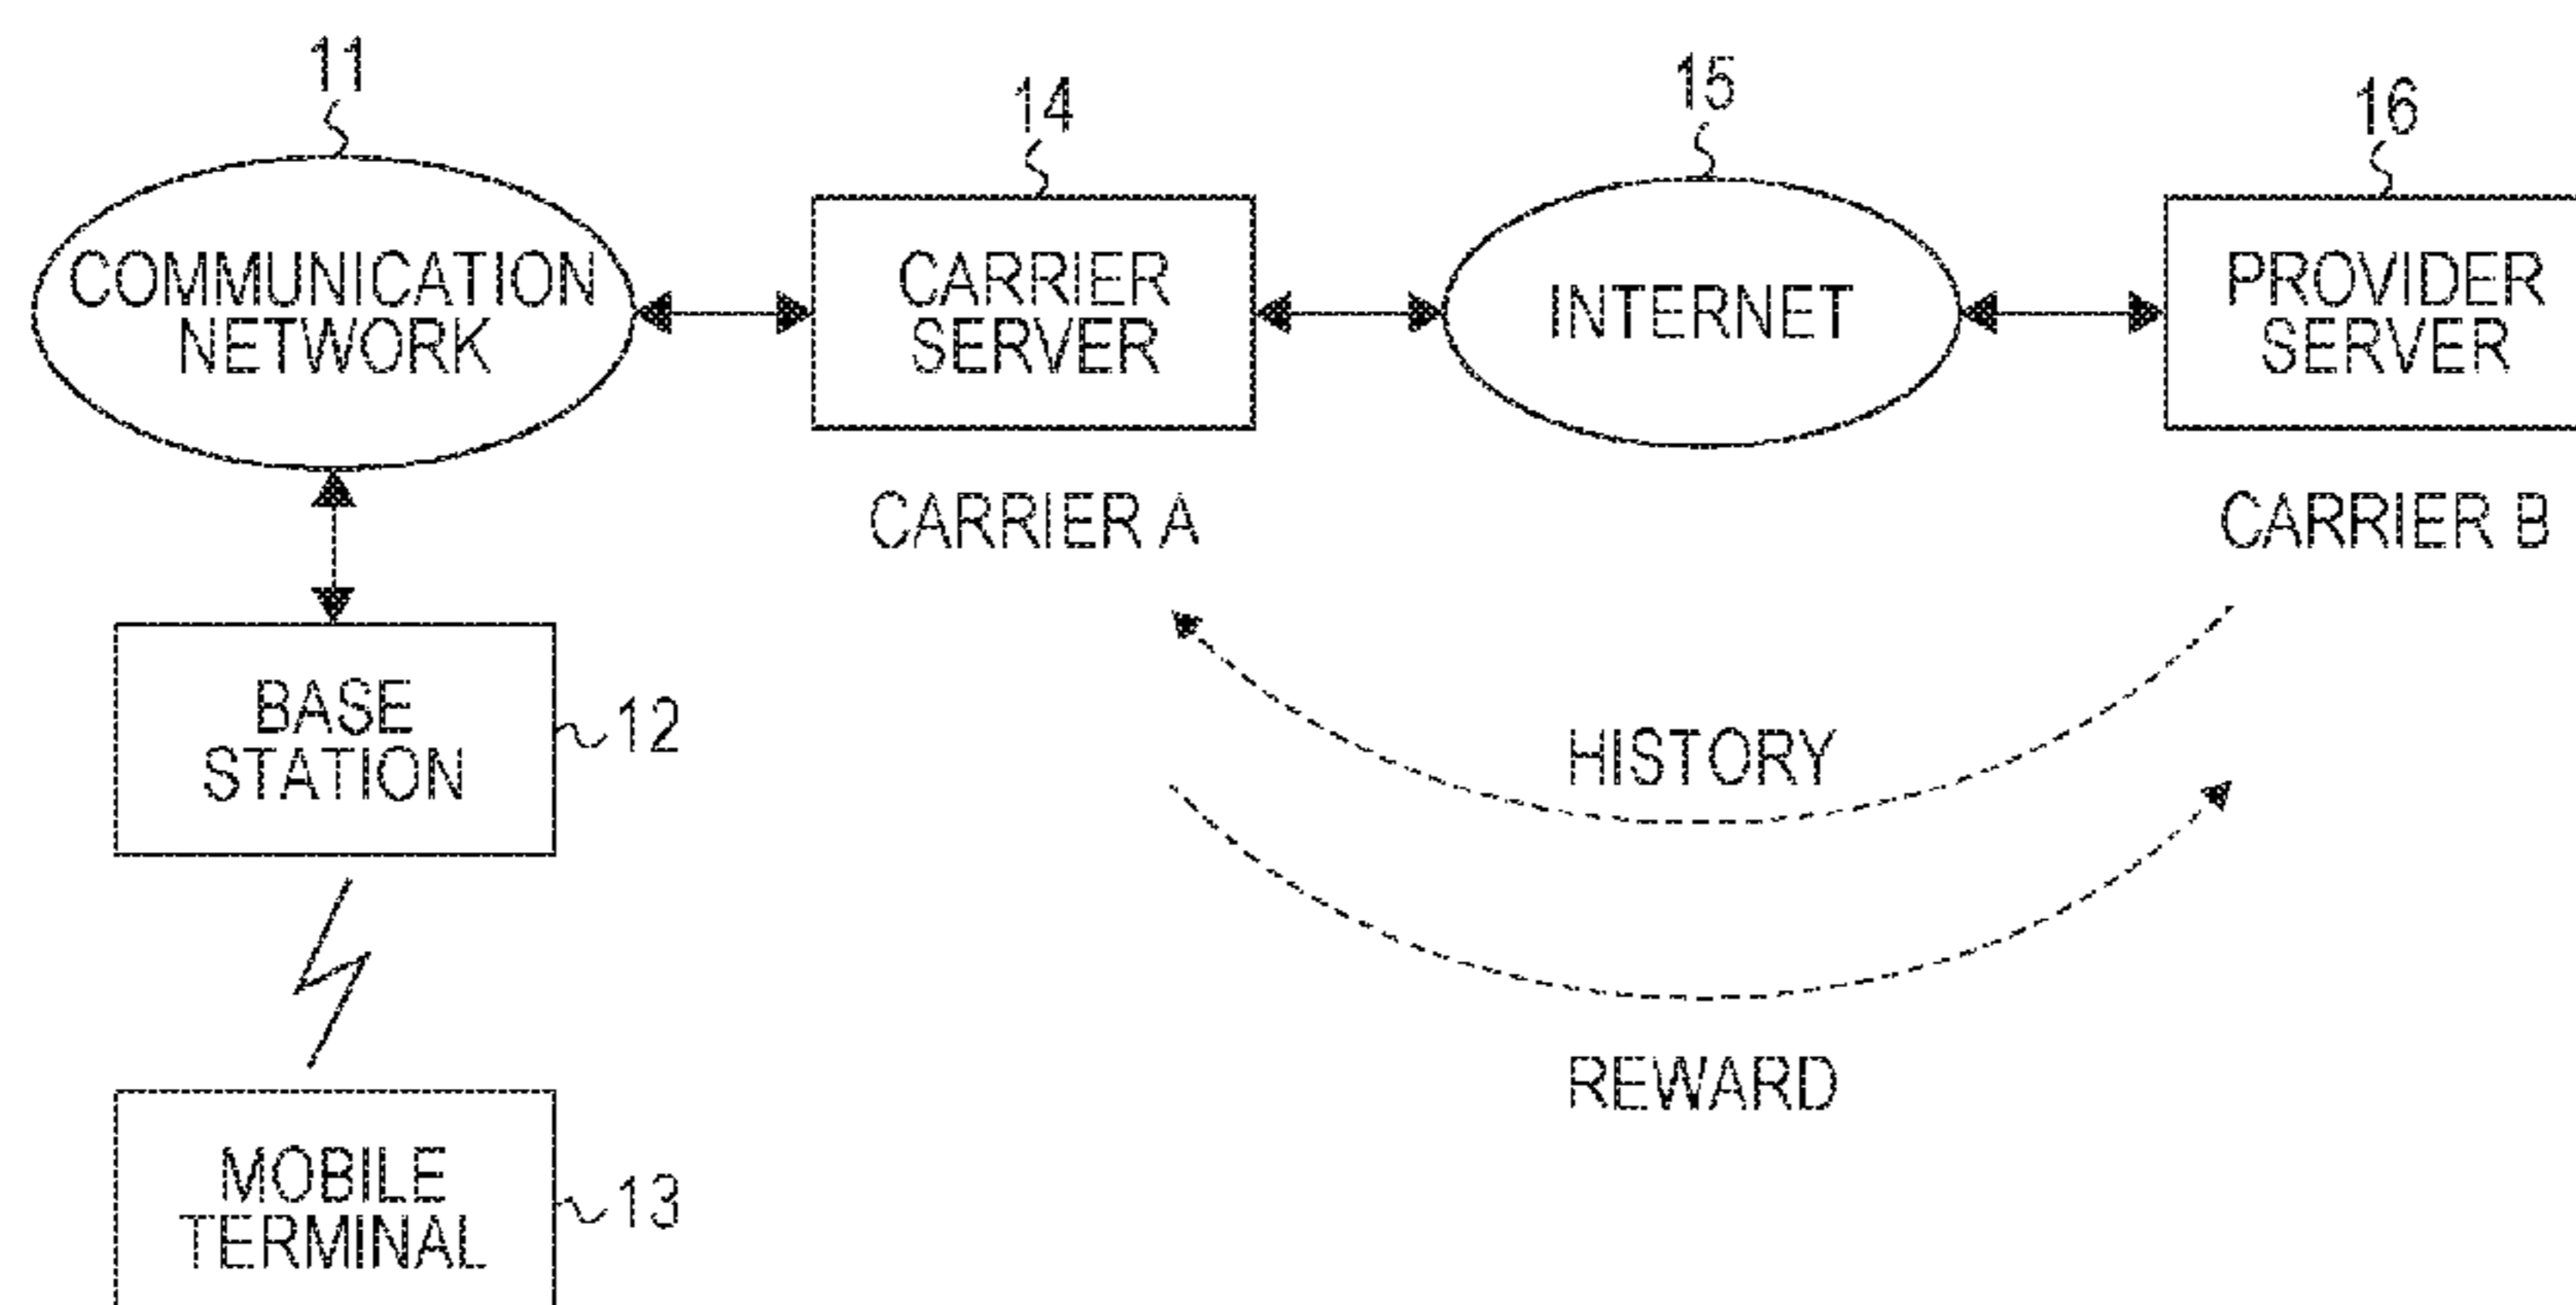 11
14
15
16
COMMUNICATION
NETWORK
CARRIER
SERVER
INTERNET
PROVIDER
SERVER
CARRIER A
CARRIER B
BASE
STATION
12
HISTORY
REWARD
MOBILE
TERMINAL
13